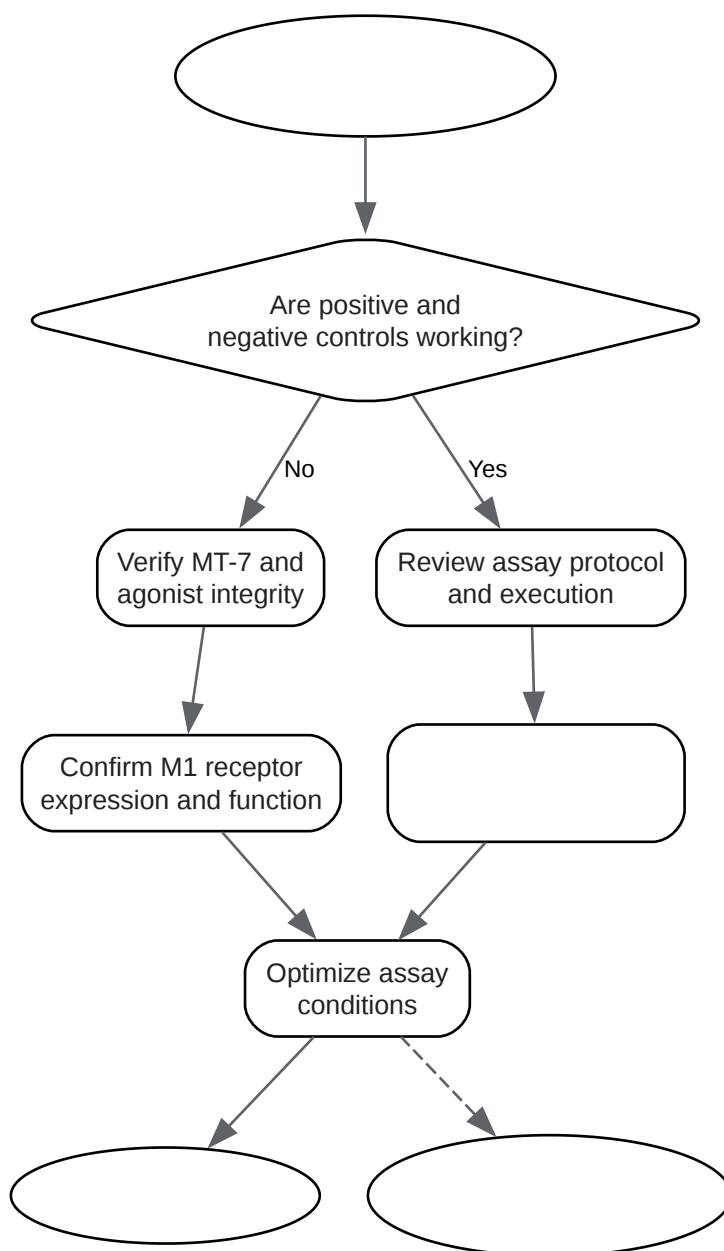 Are positive and
negative controls working?
No
Yes
Verify MT-7 and
agonist integrity
Review assay protocol
and execution
Confirm M1 receptor
expression and function
Optimize assay
conditions